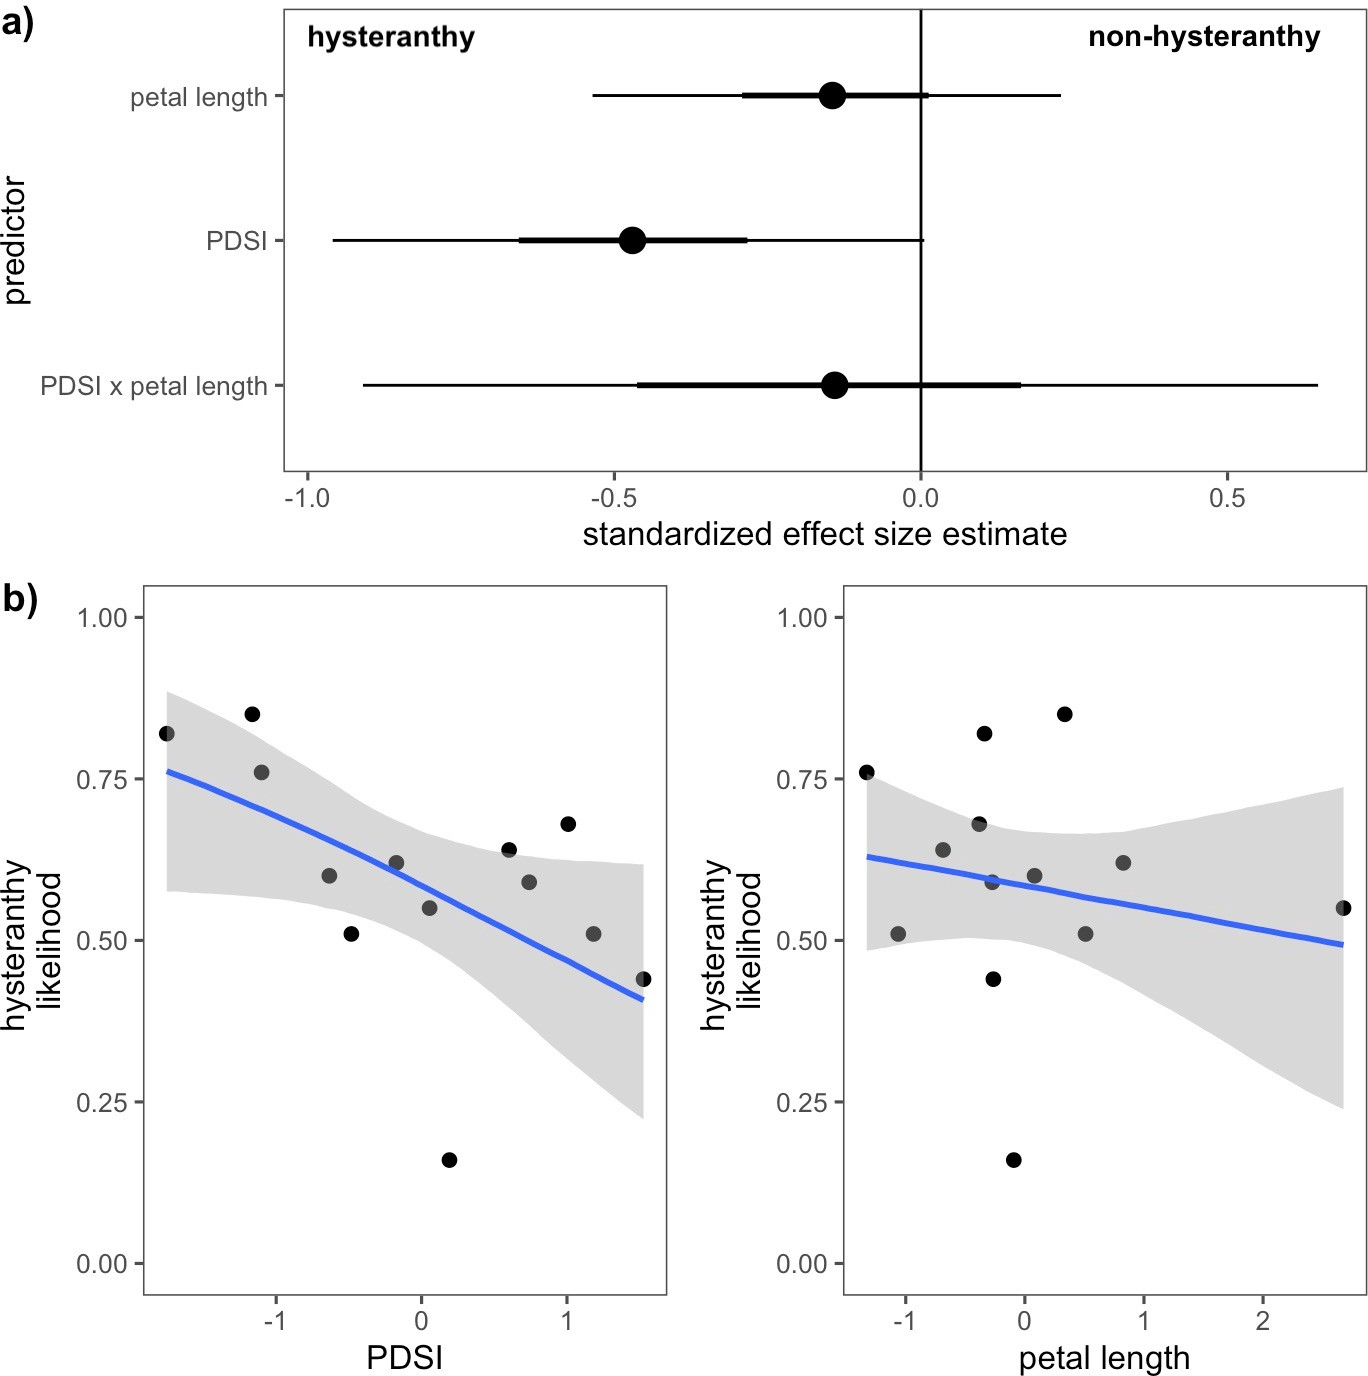 a)
hysteranthy
non-hysteranthy
predictor
petal length
PDSI
PDSI x petal length
-1.0
-0.5
0.0
0.5
standardized effect size estimate
b)
hysteranthy
likelihood
1.00
0.75
0.50
0.25
0.00
-1
0
1
PDSI
hysteranthy
likelihood
1.00
0.75
0.50
0.25
0.00
-1
0
1
2
petal length